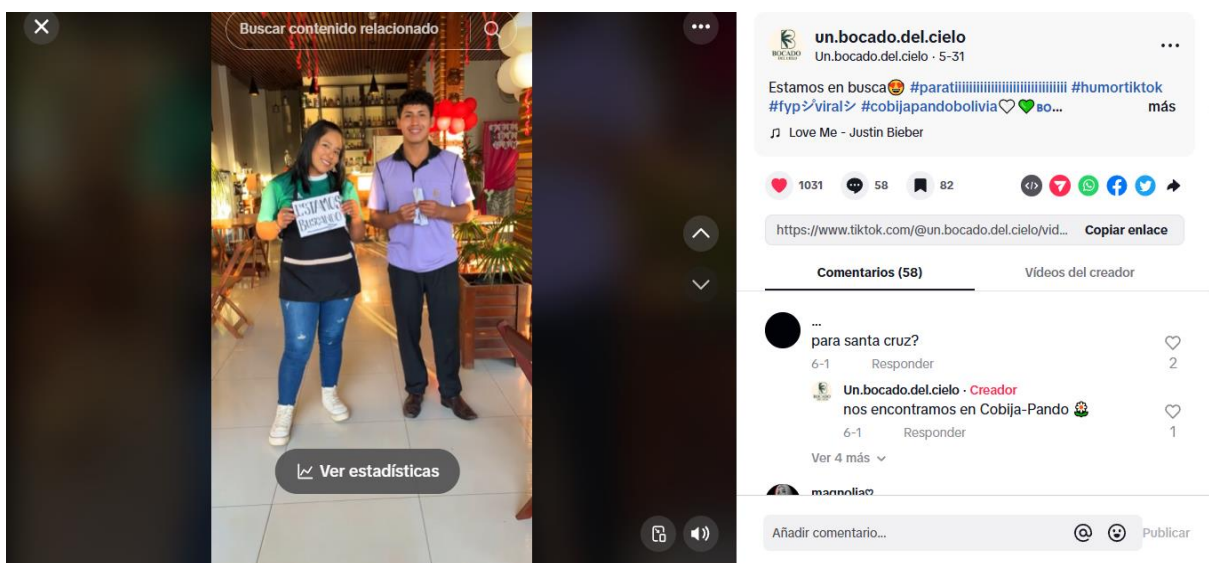 Buscar contenido relacionado
ESTAMOS
BUSCANDO
Ver estadísticas
BOCADO
un.bocado.del.cielo
Un.bocado.del.cielo · 5-31
Estamos en busca😍 #paratiiiiiiiiiiiiiiiiiiiiiiiiiiiiiii #humortiktok
#fypシ゚viralシ #cobijapandobolivia♡💚 ʙᴏ...
más
♫ Love Me - Justin Bieber
1031
58
82
https://www.tiktok.com/@un.bocado.del.cielo/vid...
Copiar enlace
Comentarios (58)
Vídeos del creador
...
para santa cruz?
6-1 Responder
2
Un.bocado.del.cielo · Creador
nos encontramos en Cobija-Pando 🌼
6-1 Responder
1
Ver 4 más
magnolia♡
Añadir comentario...
Publicar